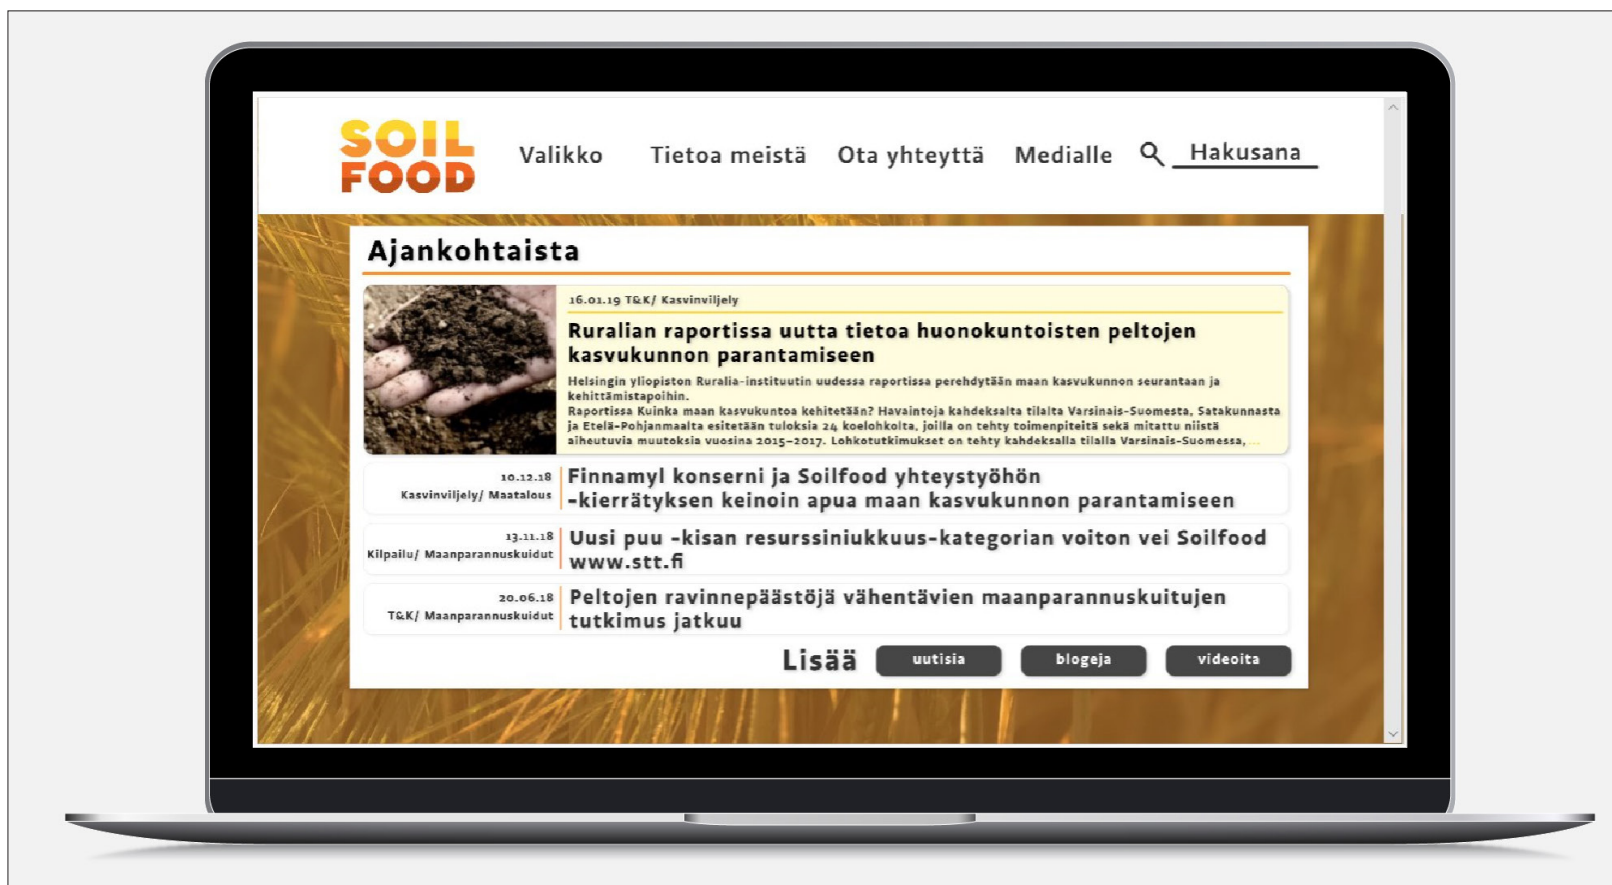 SOIL
FOOD
Valikko
Tietoa meistä
Ota yhteyttä
Medialle
Hakusana
Ajankohtaista
16.01.19 T&K/ Kasvinviljely
Ruralian raportissa uutta tietoa huonokuntoisten peltojen
kasvukunnon parantamiseen
Helsingin yliopiston Ruralia-instituutin uudessa raportissa perehdytään maan kasvukunnon seurantaan ja
kehittämistapoihin.
Raportissa Kuinka maan kasvukuntoa kehitetään? Havaintoja kahdeksalta tilalta Varsinais-Suomesta, Satakunnasta
ja Etelä-Pohjanmaalta esitetään tuloksia 24 koelohkolta, joilla on tehty toimenpiteitä sekä mitattu niistä
aiheutuvia muutoksia vuosina 2015–2017. Lohkotutkimukset on tehty kahdeksalla tilalla Varsinais-Suomessa, ...
10.12.18
Kasvinviljely/ Maatalous
Finnamyl konserni ja Soilfood yhteystyöhön
-kierrätyksen keinoin apua maan kasvukunnon parantamiseen
13.11.18
Kilpailu/ Maanparannuskuidut
Uusi puu -kisan resurssiniukkuus-kategorian voiton vei Soilfood
www.stt.fi
20.06.18
T&K/ Maanparannuskuidut
Peltojen ravinnepäästöjä vähentävien maanparannuskuitujen
tutkimus jatkuu
Lisää
uutisia
blogeja
videoita